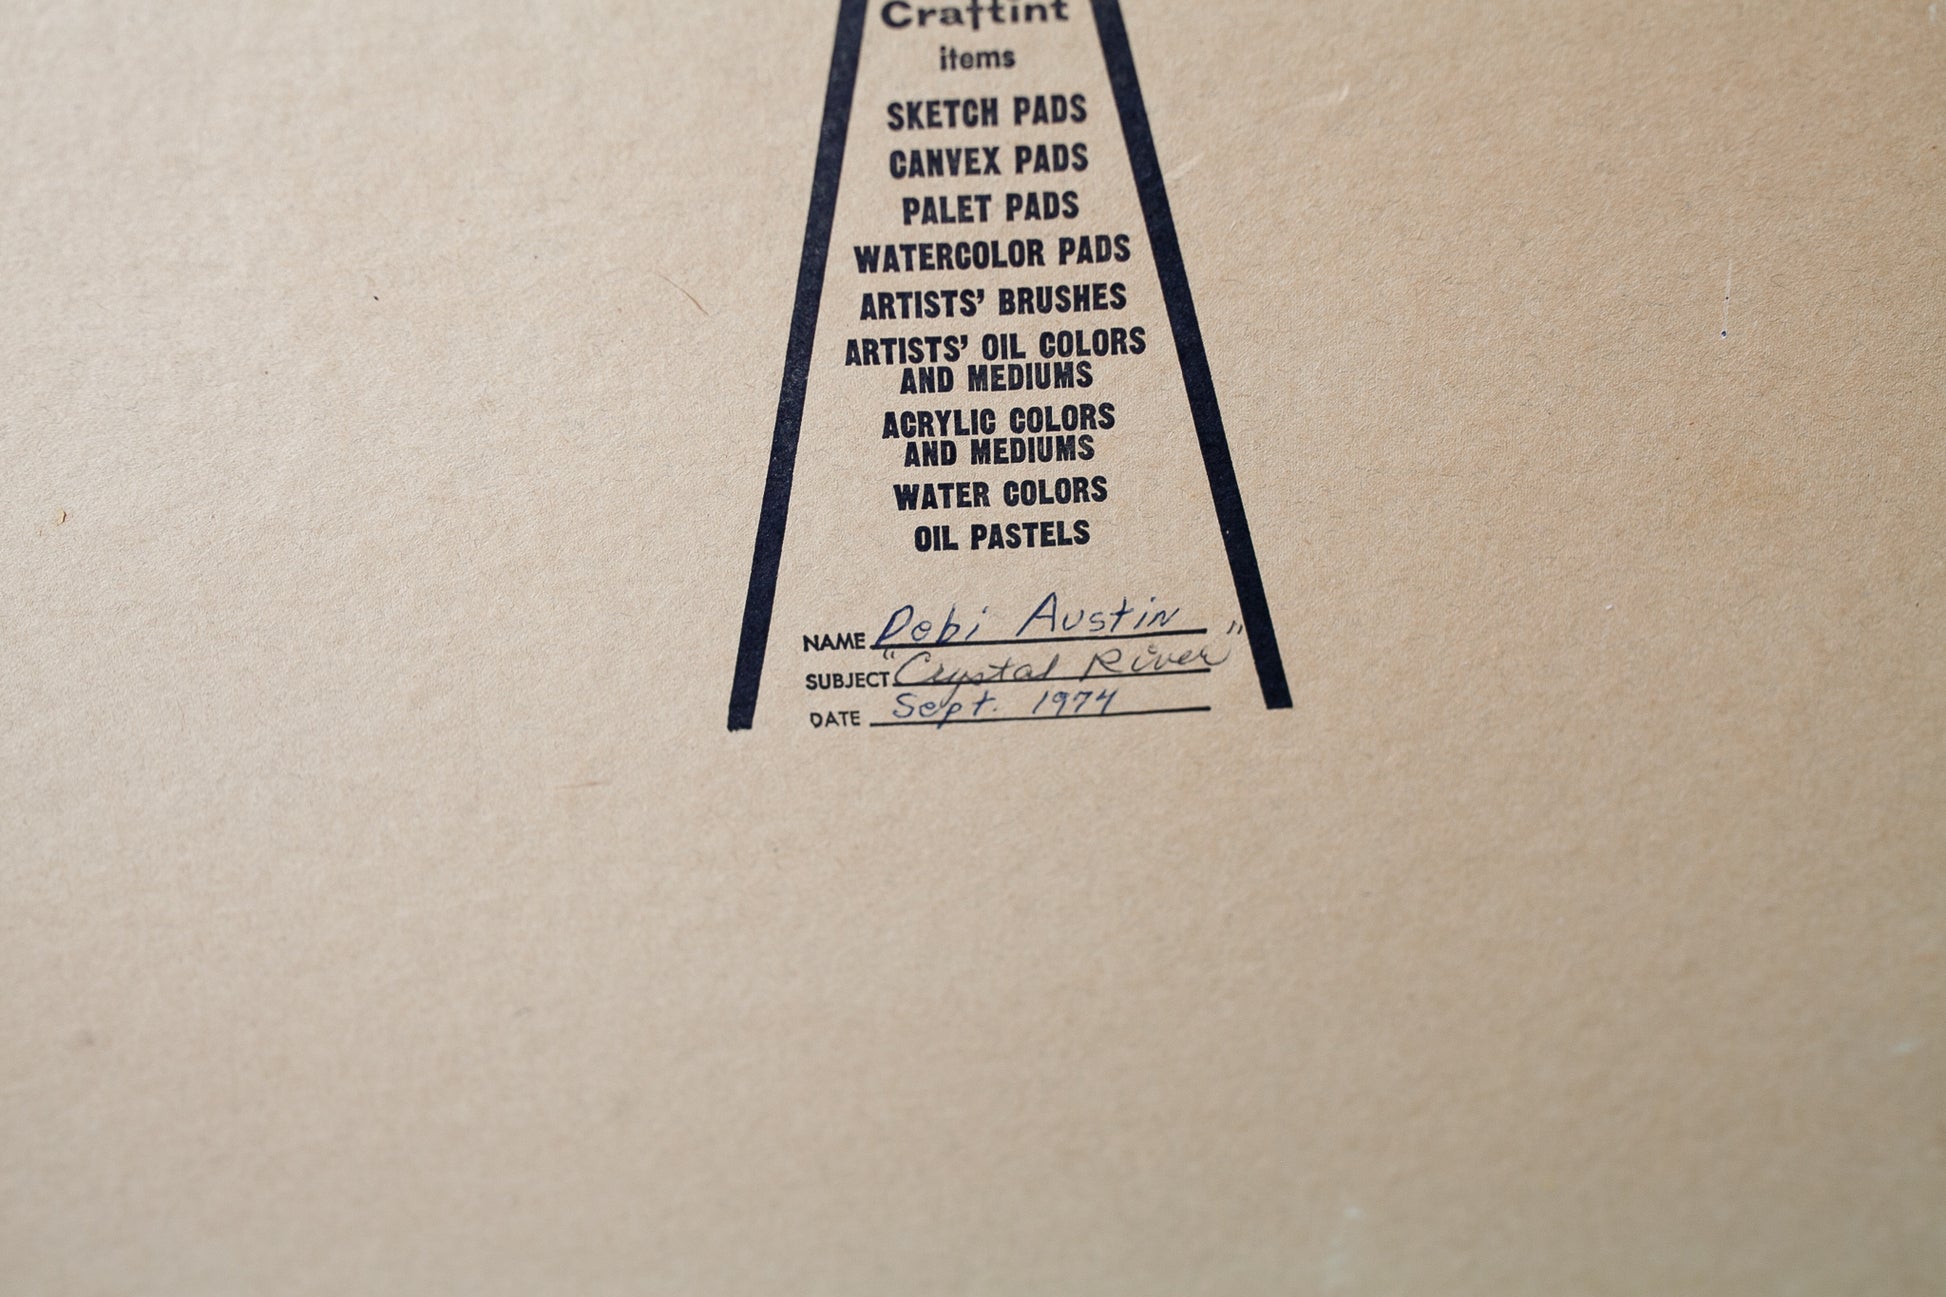 Craftint
items
SKETCH PADS
CANVEX PADS
PALET PADS
WATERCOLOR PADS
ARTISTS’ BRUSHES
ARTISTS’ OIL COLORS
AND MEDIUMS
ACRYLIC COLORS
AND MEDIUMS
WATER COLORS
OIL PASTELS
NAME Debi Austin
SUBJECT "Crystal River"
DATE Sept. 1974